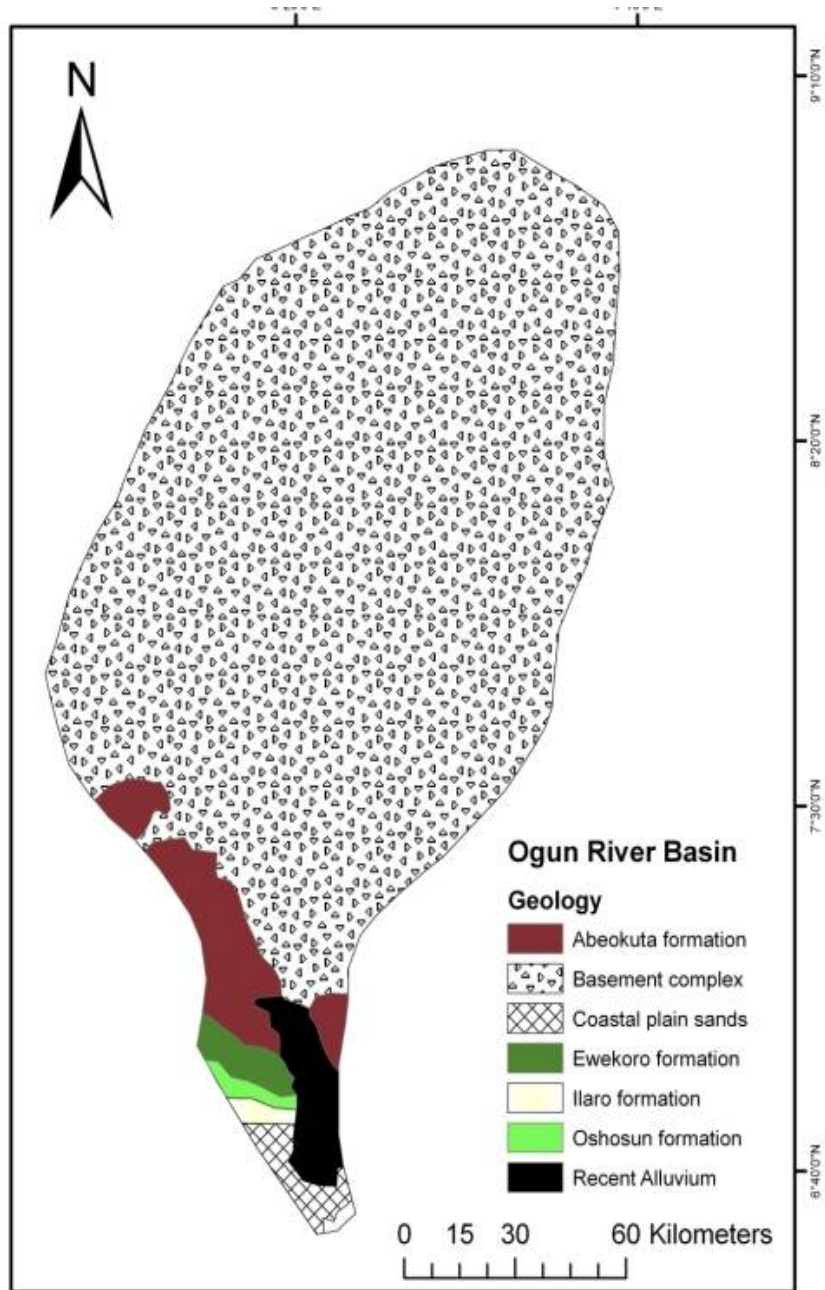 N
9°10'0"N
8°20'0"N
7°30'0"N
6°40'0"N
Ogun River Basin
Geology
Abeokuta formation
Basement complex
Coastal plain sands
Ewekoro formation
Ilaro formation
Oshosun formation
Recent Alluvium
0 15 30 60 Kilometers